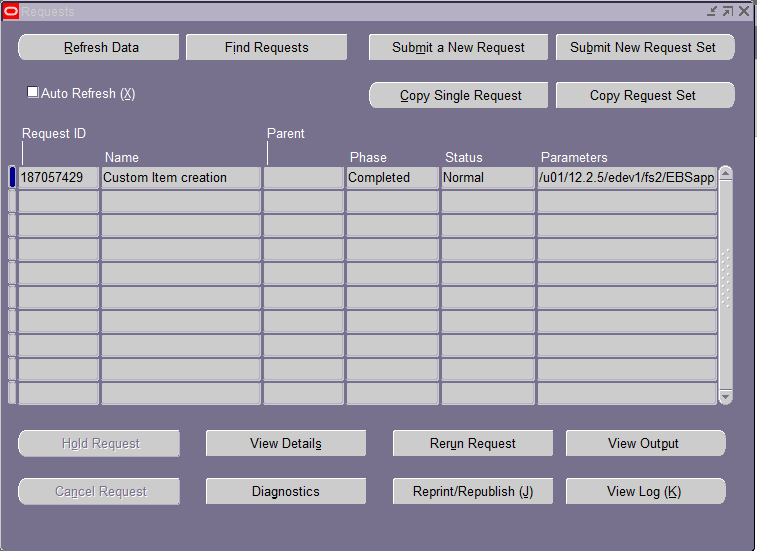 Requests
Refresh Data Find Requests Submit a New Request Submit New Request Set
Auto Refresh (X) Copy Single Request Copy Request Set
Request ID Parent
Name Phase Status Parameters
187057429 Custom Item creation Completed Normal /u01/12.2.5/edev1/fs2/EBSapp
Hold Request View Details Rerun Request View Output
Cancel Request Diagnostics Reprint/Republish (J) View Log (K)